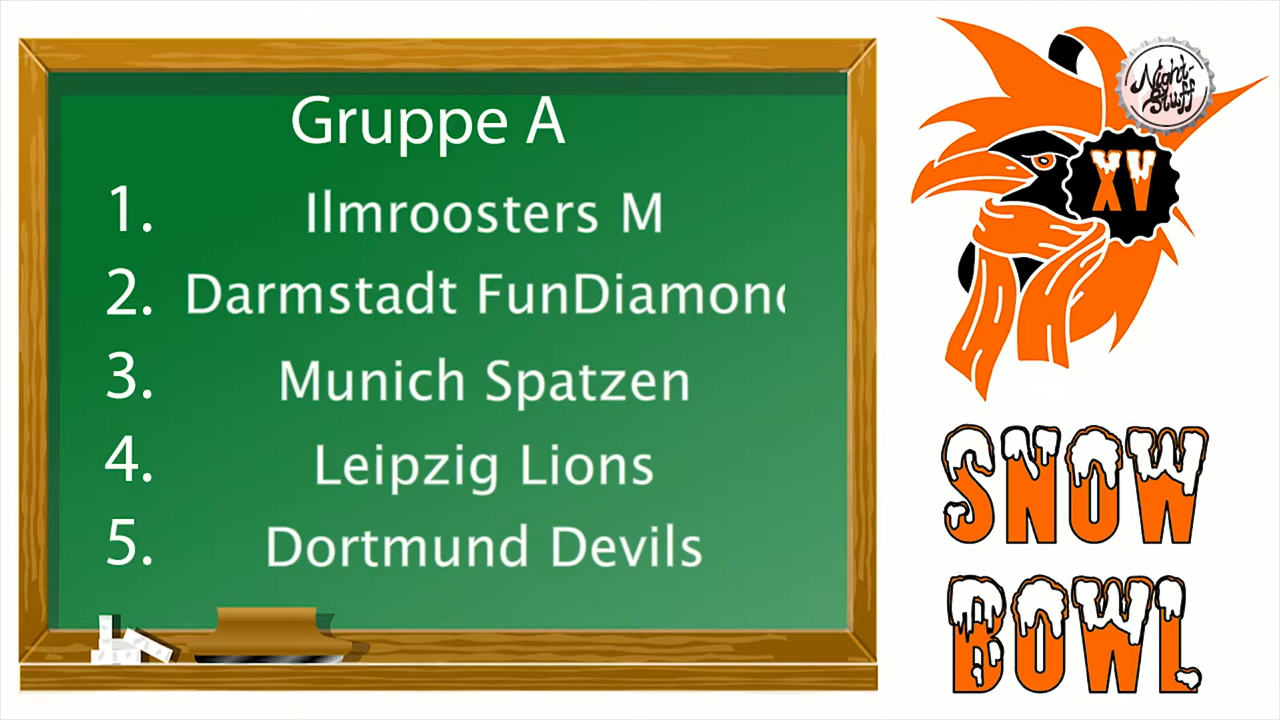 Gruppe A
1. Ilmroosters M
2. Darmstadt FunDiamond
3. Munich Spatzen
4. Leipzig Lions
5. Dortmund Devils
Night-
Stuff
XV
SNOW
BOWL